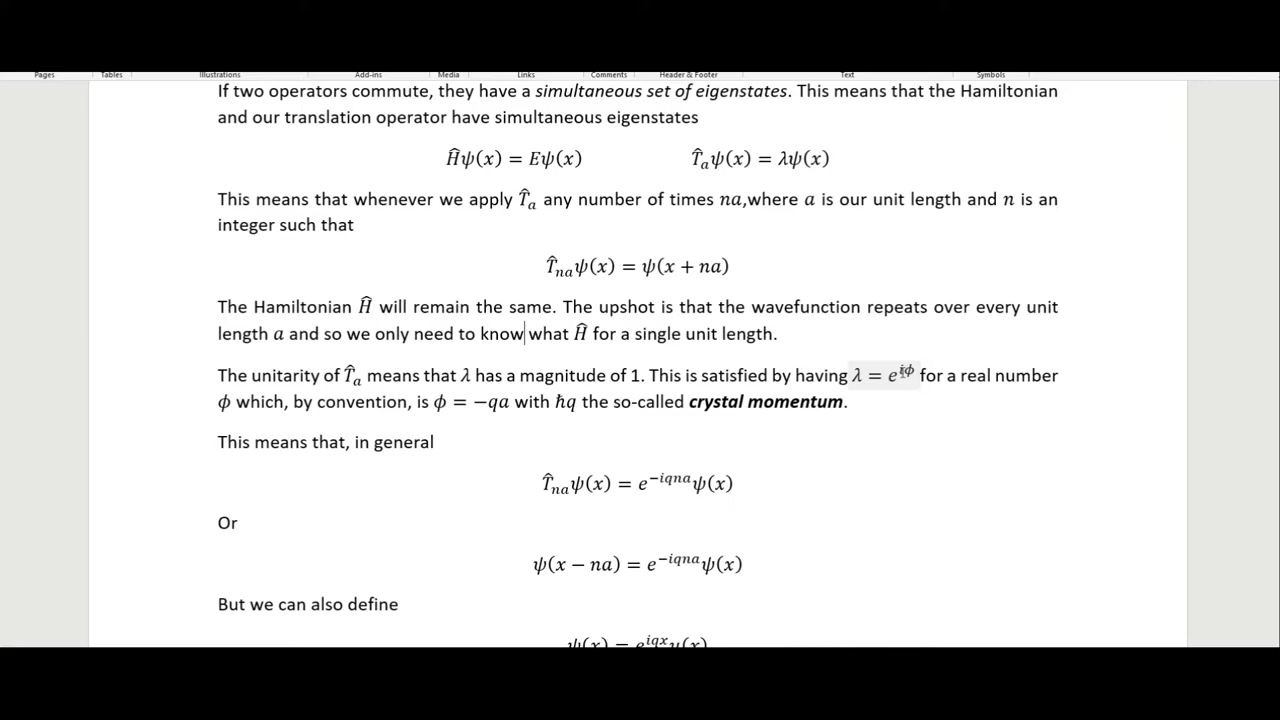 Pages Tables Illustrations Add-ins Media Links Comments Header & Footer Text Symbols
If two operators commute, they have a simultaneous set of eigenstates. This means that the Hamiltonian
and our translation operator have simultaneous eigenstates
Ĥψ(x) = Eψ(x) T̂ₐψ(x) = λψ(x)
This means that whenever we apply T̂ₐ any number of times na,where a is our unit length and n is an
integer such that
T̂ₙₐψ(x) = ψ(x + na)
The Hamiltonian Ĥ will remain the same. The upshot is that the wavefunction repeats over every unit
length a and so we only need to know what Ĥ for a single unit length.
The unitarity of T̂ₐ means that λ has a magnitude of 1. This is satisfied by having λ = e^{iϕ} for a real number
ϕ which, by convention, is ϕ = −qa with ħq the so-called crystal momentum.
This means that, in general
T̂ₙₐψ(x) = e^{−iqna}ψ(x)
Or
ψ(x − na) = e^{−iqna}ψ(x)
But we can also define
ψ(x) = e^{iqx}u(x)